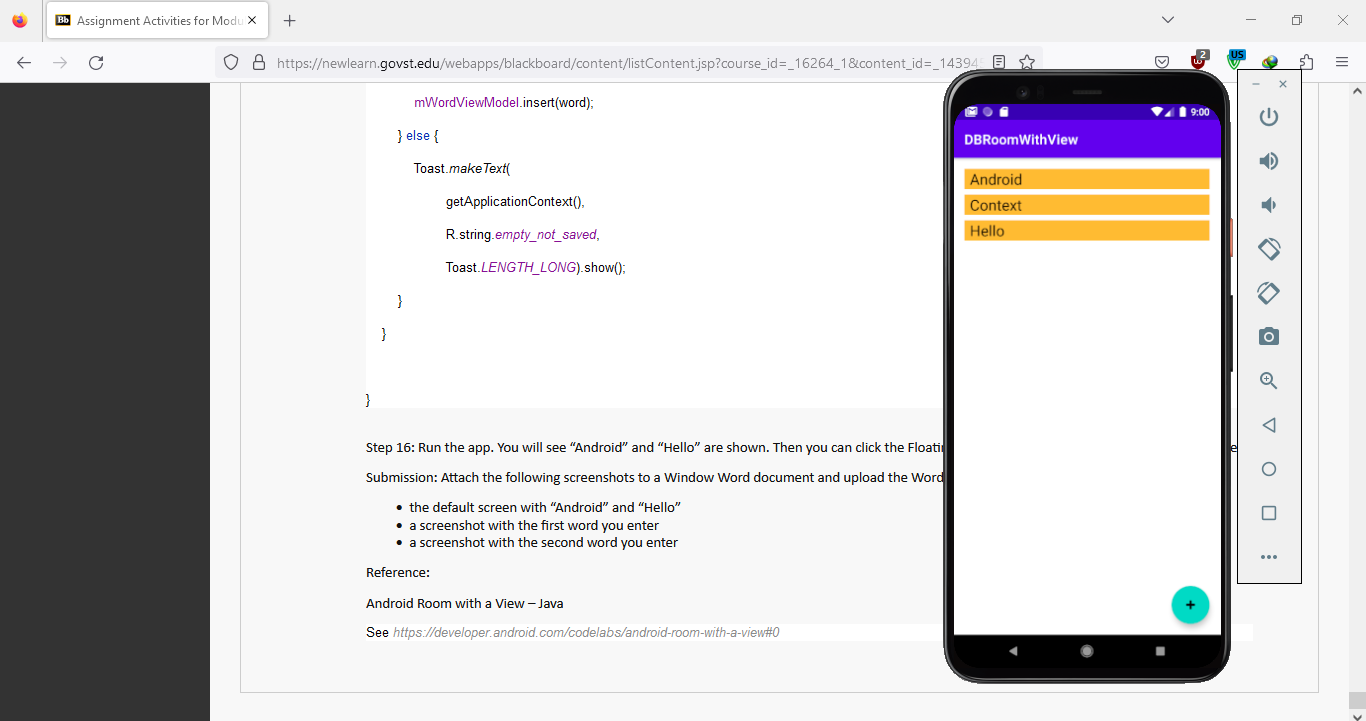 Assignment Activities for Modu
https://newlearn.govst.edu/webapps/blackboard/content/listContent.jsp?course_id=_16264_1&content_id=_14394
2
US
mWordViewModel.insert(word);
} else {
Toast.makeText(
getApplicationContext(),
R.string.empty_not_saved,
Toast.LENGTH_LONG).show();
}
}
}
Step 16: Run the app. You will see “Android” and “Hello” are shown. Then you can click the Floatin
Submission: Attach the following screenshots to a Window Word document and upload the Word
• the default screen with “Android” and “Hello”
• a screenshot with the first word you enter
• a screenshot with the second word you enter
Reference:
Android Room with a View – Java
See https://developer.android.com/codelabs/android-room-with-a-view#0
9:00
DBRoomWithView
Android
Context
Hello
+